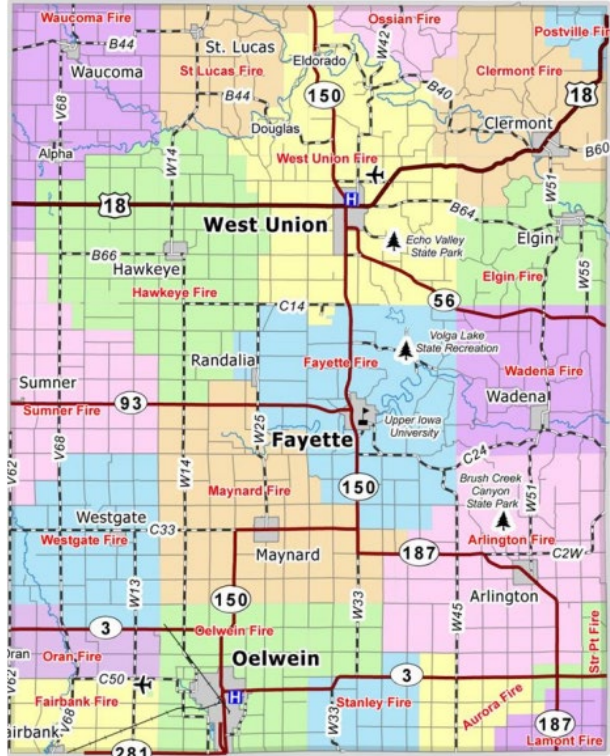 Waucoma Fire
Ossian Fire
Postville Fire
B44
St. Lucas
W42
Waucoma
St Lucas Fire
Eldorado
Clermont Fire
V68
B44
150
B40
18
Douglas
Clermont
Alpha
W14
West Union Fire
B60
W51
18
H
West Union
B64
Echo Valley
State Park
Elgin
B66
Hawkeye
Elgin Fire
W55
Hawkeye Fire
C14
56
Volga Lake
State Recreation
Randalia
Fayette Fire
Wadena Fire
Sumner
Wadena
Sumner Fire
93
Upper Iowa
University
W25
Fayette
V62
V68
W14
C24
W51
Maynard Fire
150
Brush Creek
Canyon
State Park
Westgate
C33
Westgate Fire
Maynard
187
Arlington Fire
C2W
W13
Arlington
150
W33
W45
3
Oelwein Fire
Str Pt Fire
Oran
Oran Fire
Oelwein
V62
C50
3
Fairbank Fire
H
Stanley Fire
Aurora Fire
V68
W33
airbank
187
Lamont Fire
281